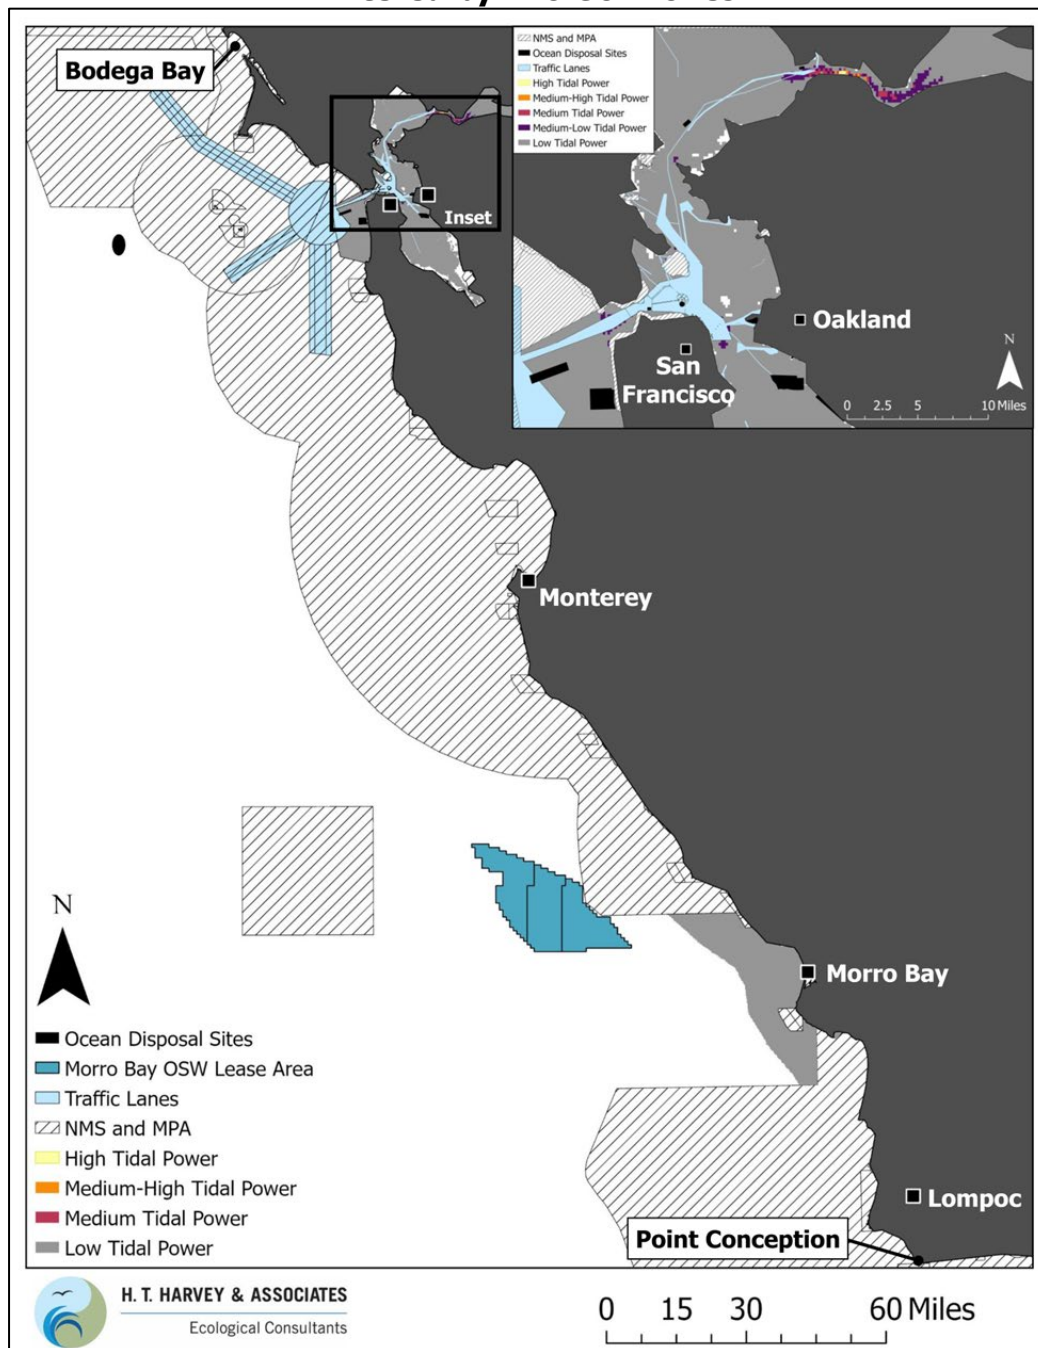 Bodega Bay
Inset
NMS and MPA
Ocean Disposal Sites
Traffic Lanes
High Tidal Power
Medium-High Tidal Power
Medium Tidal Power
Medium-Low Tidal Power
Low Tidal Power
Oakland
San
Francisco
N
0 2.5 5 10 Miles
Monterey
Morro Bay
Lompoc
Point Conception
N
Ocean Disposal Sites
Morro Bay OSW Lease Area
Traffic Lanes
NMS and MPA
High Tidal Power
Medium-High Tidal Power
Medium Tidal Power
Low Tidal Power
H. T. HARVEY & ASSOCIATES
Ecological Consultants
0 15 30 60 Miles